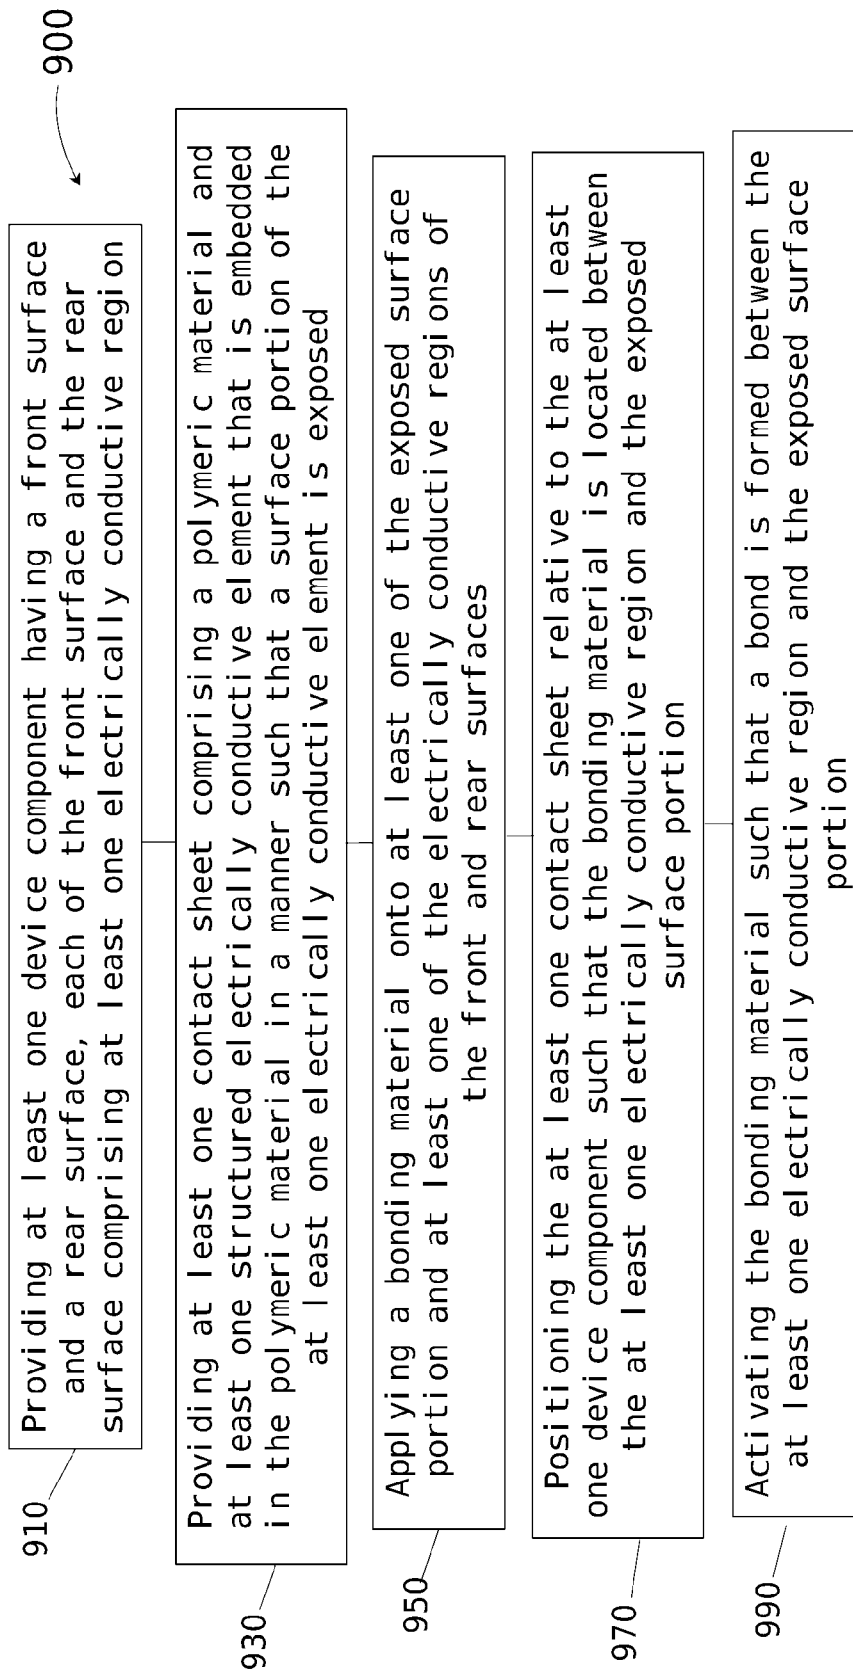 900
910
Providing at least one device component having a front surface
and a rear surface, each of the front surface and the rear
surface comprising at least one electrically conductive region
930
Providing at least one contact sheet comprising a polymeric material and
at least one structured electrically conductive element that is embedded
in the polymeric material in a manner such that a surface portion of the
at least one electrically conductive element is exposed
950
Applying a bonding material onto at least one of the exposed surface
portion and at least one of the electrically conductive regions of
the front and rear surfaces
970
Positioning the at least one contact sheet relative to the at least
one device component such that the bonding material is located between
the at least one electrically conductive region and the exposed
surface portion
990
Activating the bonding material such that a bond is formed between the
at least one electrically conductive region and the exposed surface
portion